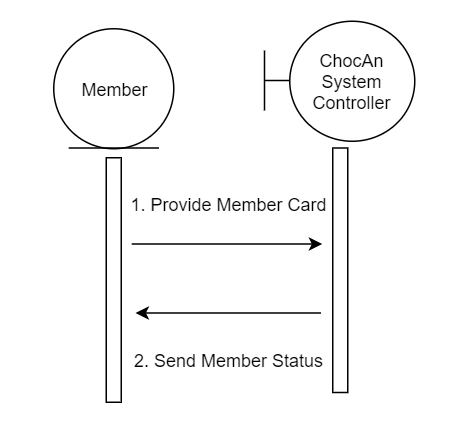 Member
ChocAn
System
Controller
1. Provide Member Card
2. Send Member Status